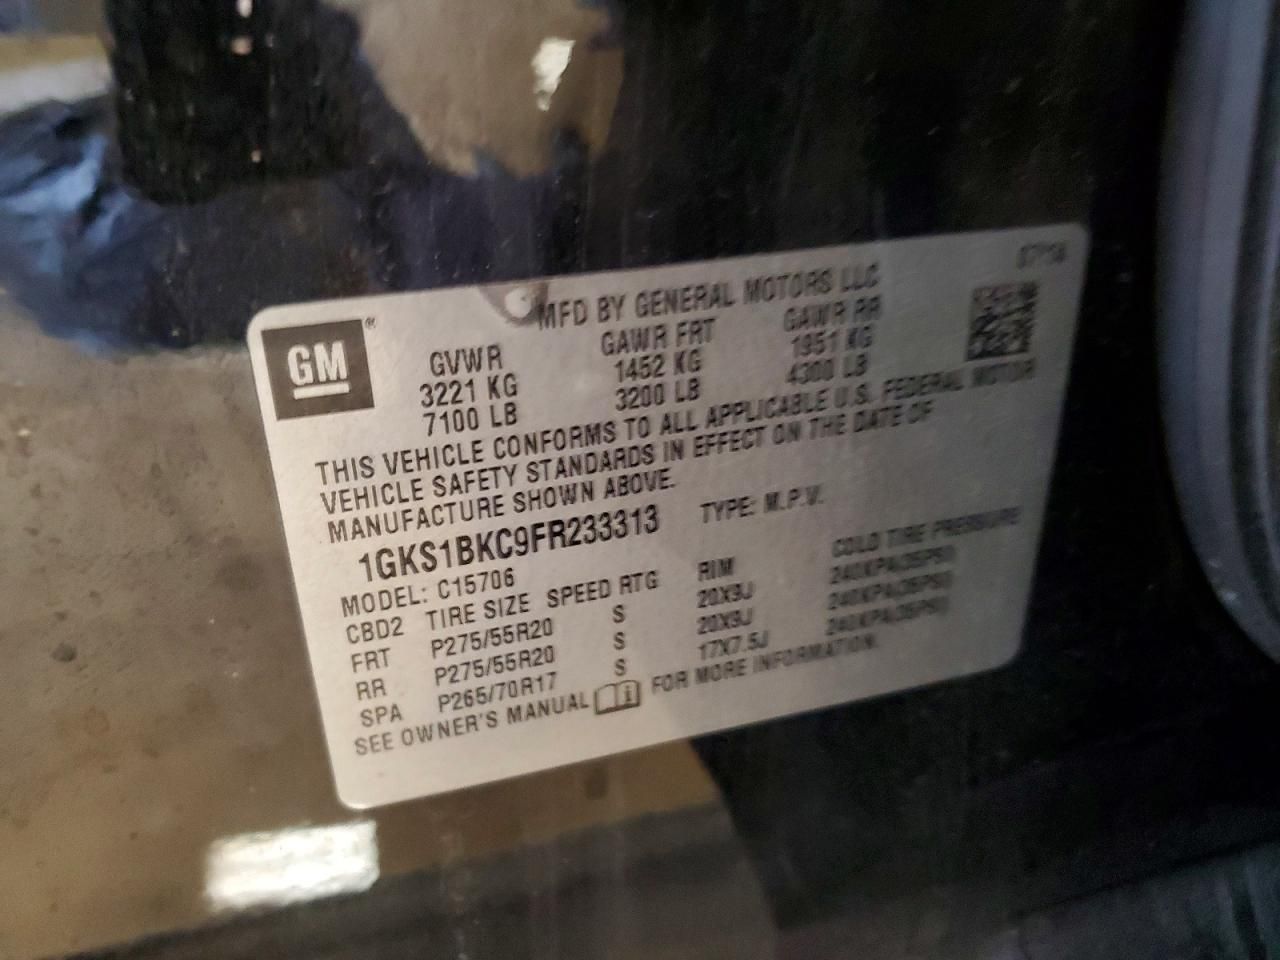 MFD BY GENERAL MOTORS LLC
GM ®
GVWR GAWR FRT GAWR RR
3221 KG 1452 KG 1951 KG
7100 LB 3200 LB 4300 LB
THIS VEHICLE CONFORMS TO ALL APPLICABLE U.S. FEDERAL MOTOR
VEHICLE SAFETY STANDARDS IN EFFECT ON THE DATE OF
MANUFACTURE SHOWN ABOVE.
1GKS1BKC9FR233313 TYPE: M.P.V.
MODEL: C15706
CBD2 TIRE SIZE SPEED RTG RIM COLD TIRE PRESSURE
FRT P275/55R20 S 20X9J 240KPA(35PSI)
RR P275/55R20 S 20X9J 240KPA(35PSI)
SPA P265/70R17 S 17X7.5J 240KPA(35PSI)
SEE OWNER'S MANUAL FOR MORE INFORMATION.